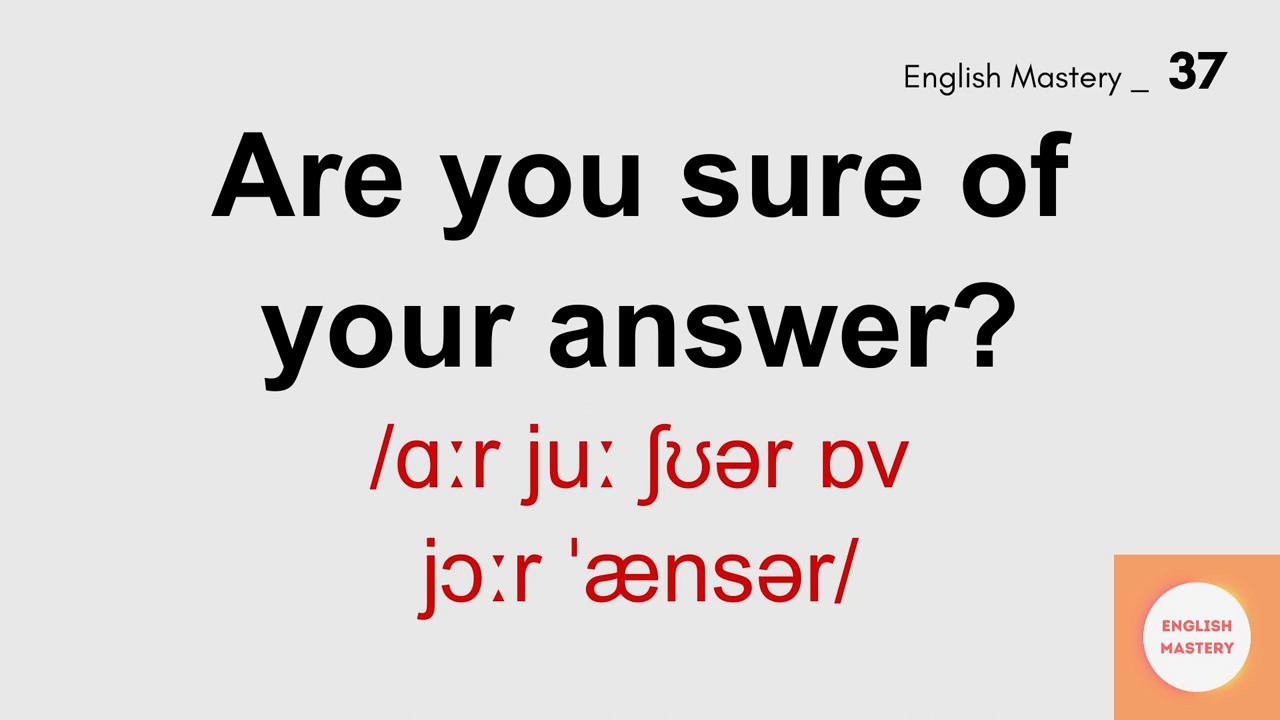 English Mastery _ 37
Are you sure of
your answer?
/ɑːr juː ʃʊər ɒv
jɔːr ˈænsər/
ENGLISH
MASTERY